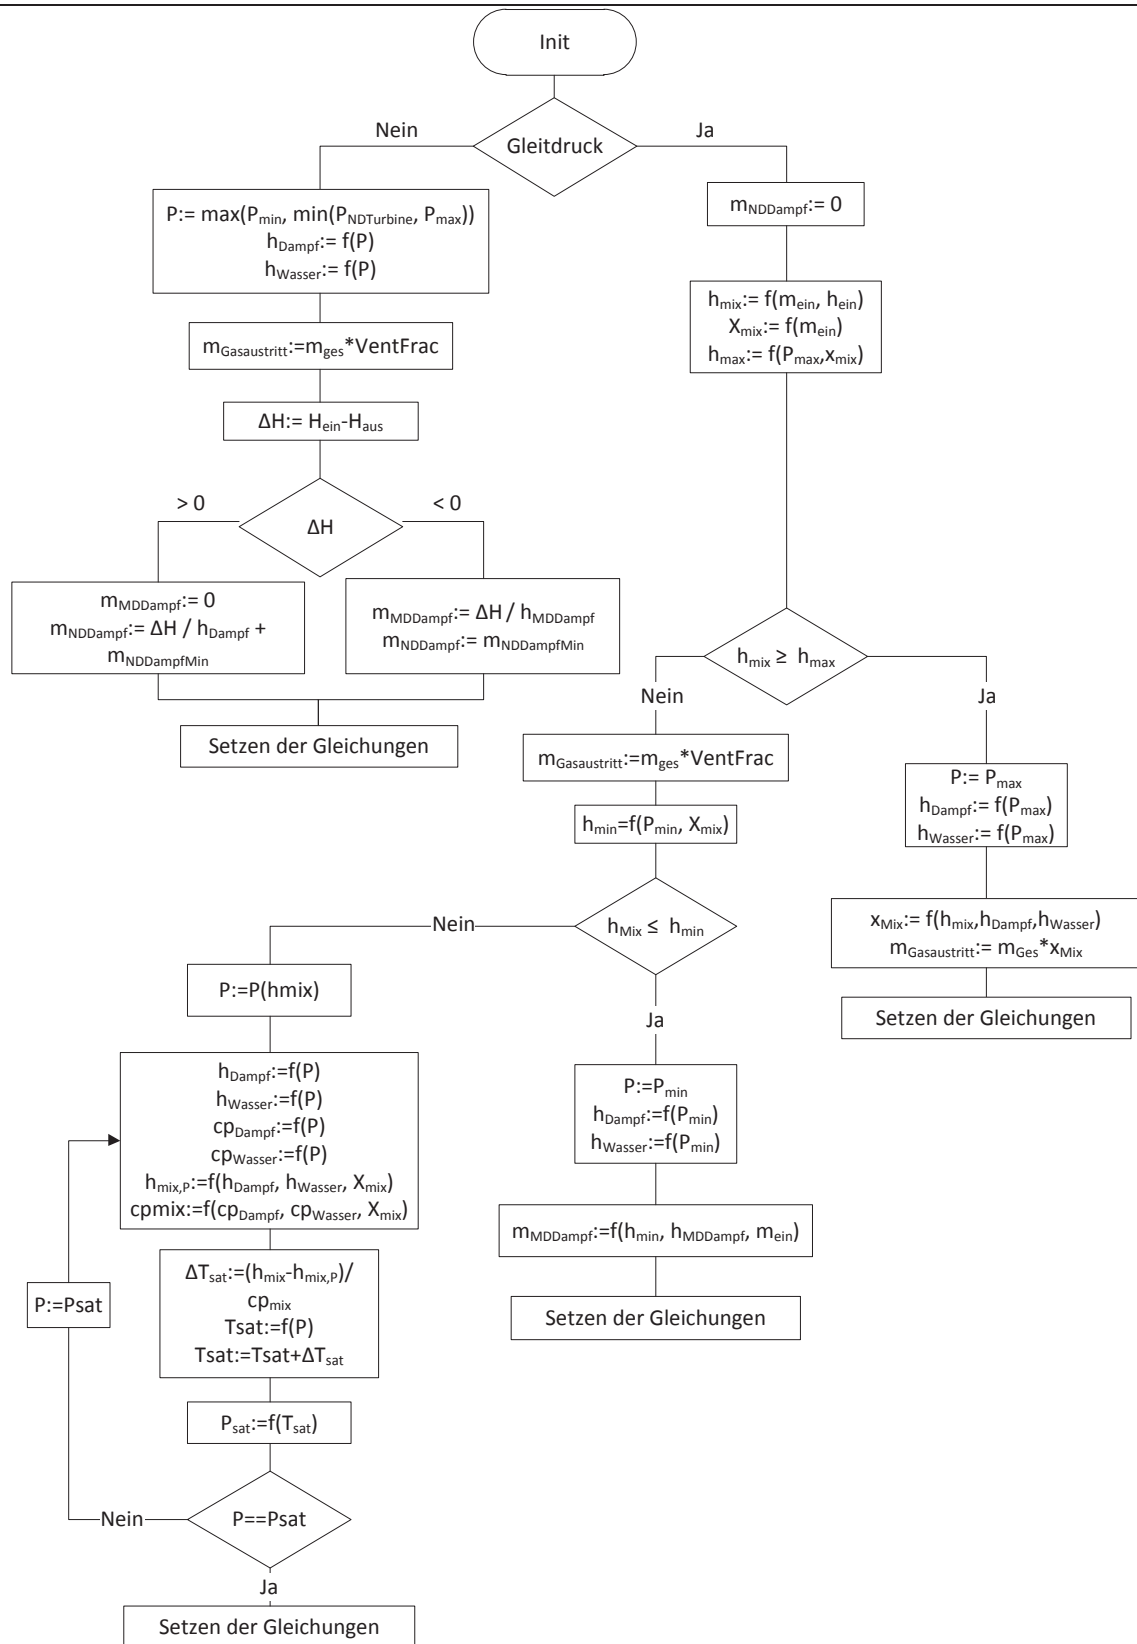 Init
Nein
Gleitdruck
Ja
P:= max(Pmin, min(PNDTurbine, Pmax))
hDampf:= f(P)
hWasser:= f(P)
mGasaustritt:=mges*VentFrac
ΔH:= Hein-Haus
> 0
ΔH
< 0
mMDDampf:= 0
mNDDampf:= ΔH / hDampf +
mNDDampfMin
mMDDampf:= ΔH / hMDDampf
mNDDampf:= mNDDampfMin
Setzen der Gleichungen
mNDDampf:= 0
hmix:= f(mein, hein)
Xmix:= f(mein)
hmax:= f(Pmax,xmix)
hmix ≥ hmax
Nein
Ja
mGasaustritt:=mges*VentFrac
hmin=f(Pmin, Xmix)
P:= Pmax
hDampf:= f(Pmax)
hWasser:= f(Pmax)
xMix:= f(hmix,hDampf,hWasser)
mGasaustritt:= mGes*xMix
Setzen der Gleichungen
Nein
hMix ≤ hmin
Ja
P:=P(hmix)
hDampf:=f(P)
hWasser:=f(P)
cpDampf:=f(P)
cpWasser:=f(P)
hmix,P:=f(hDampf, hWasser, Xmix)
cpmix:=f(cpDampf, cpWasser, Xmix)
P:=Pmin
hDampf:=f(Pmin)
hWasser:=f(Pmin)
mMDDampf:=f(hmin, hMDDampf, mein)
Setzen der Gleichungen
ΔTsat:=(hmix-hmix,P)/
cpmix
Tsat:=f(P)
Tsat:=Tsat+ΔTsat
P:=Psat
Psat:=f(Tsat)
Nein
P==Psat
Ja
Setzen der Gleichungen